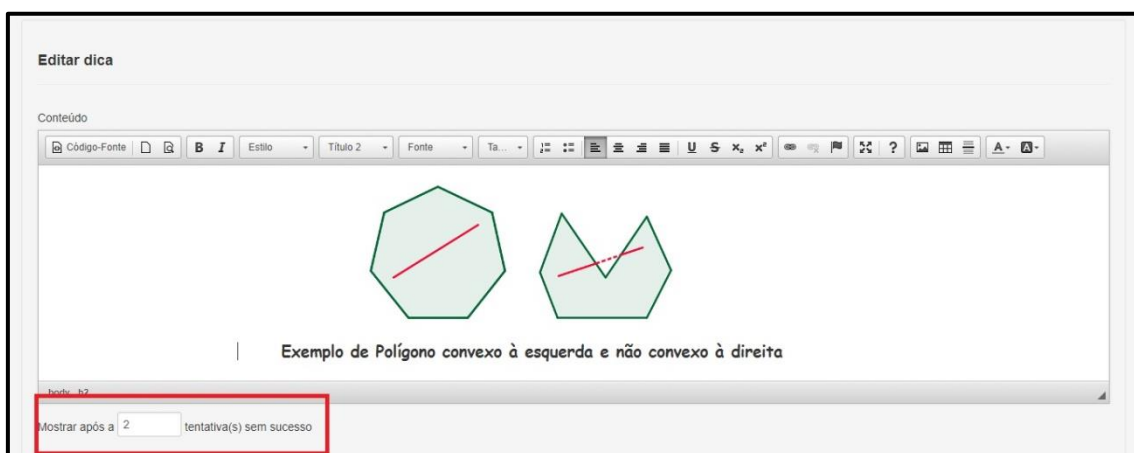 Editar dica
Conteúdo
Código-Fonte B I Estilo Título 2 Fonte Ta... U S x₂ x² ? A A
Exemplo de Polígono convexo à esquerda e não convexo à direita
body h2
Mostrar após a 2 tentativa(s) sem sucesso